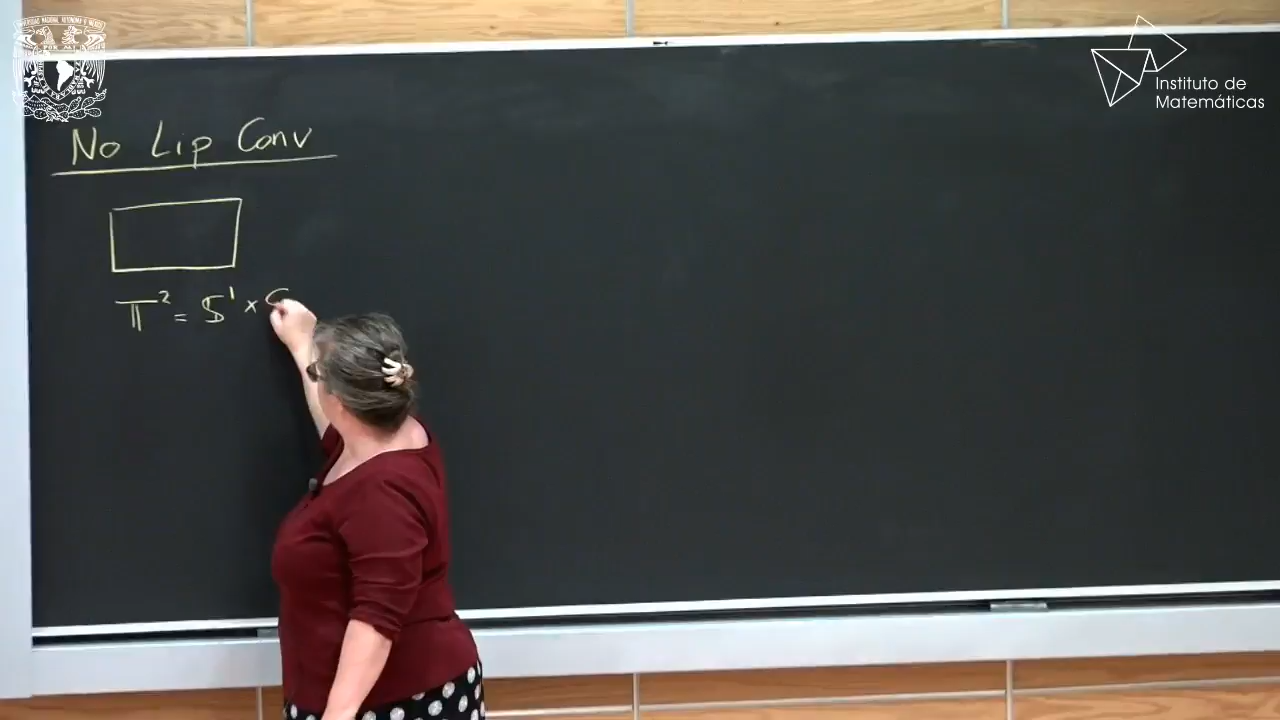 Instituto de
Matemáticas
No Lip Conv
𝕋² = 𝕊¹ ×